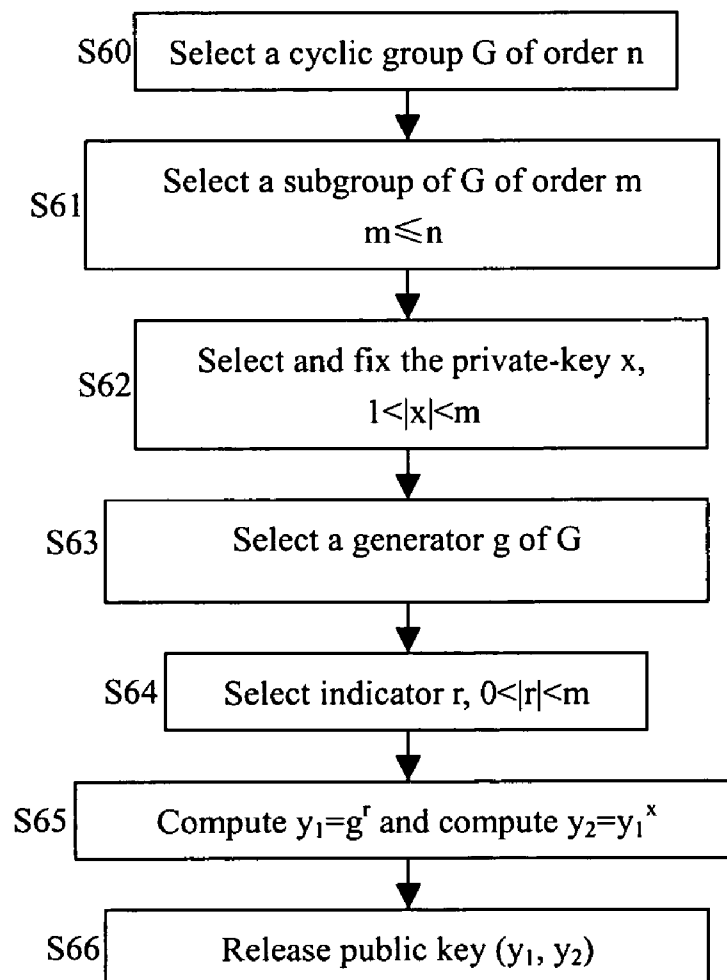 S60 Select a cyclic group G of order n
S61 Select a subgroup of G of order m
m≤n
S62 Select and fix the private-key x,
1<|x|<m
S63 Select a generator g of G
S64 Select indicator r, 0<|r|<m
S65 Compute y₁=gʳ and compute y₂=y₁ˣ
S66 Release public key (y₁, y₂)